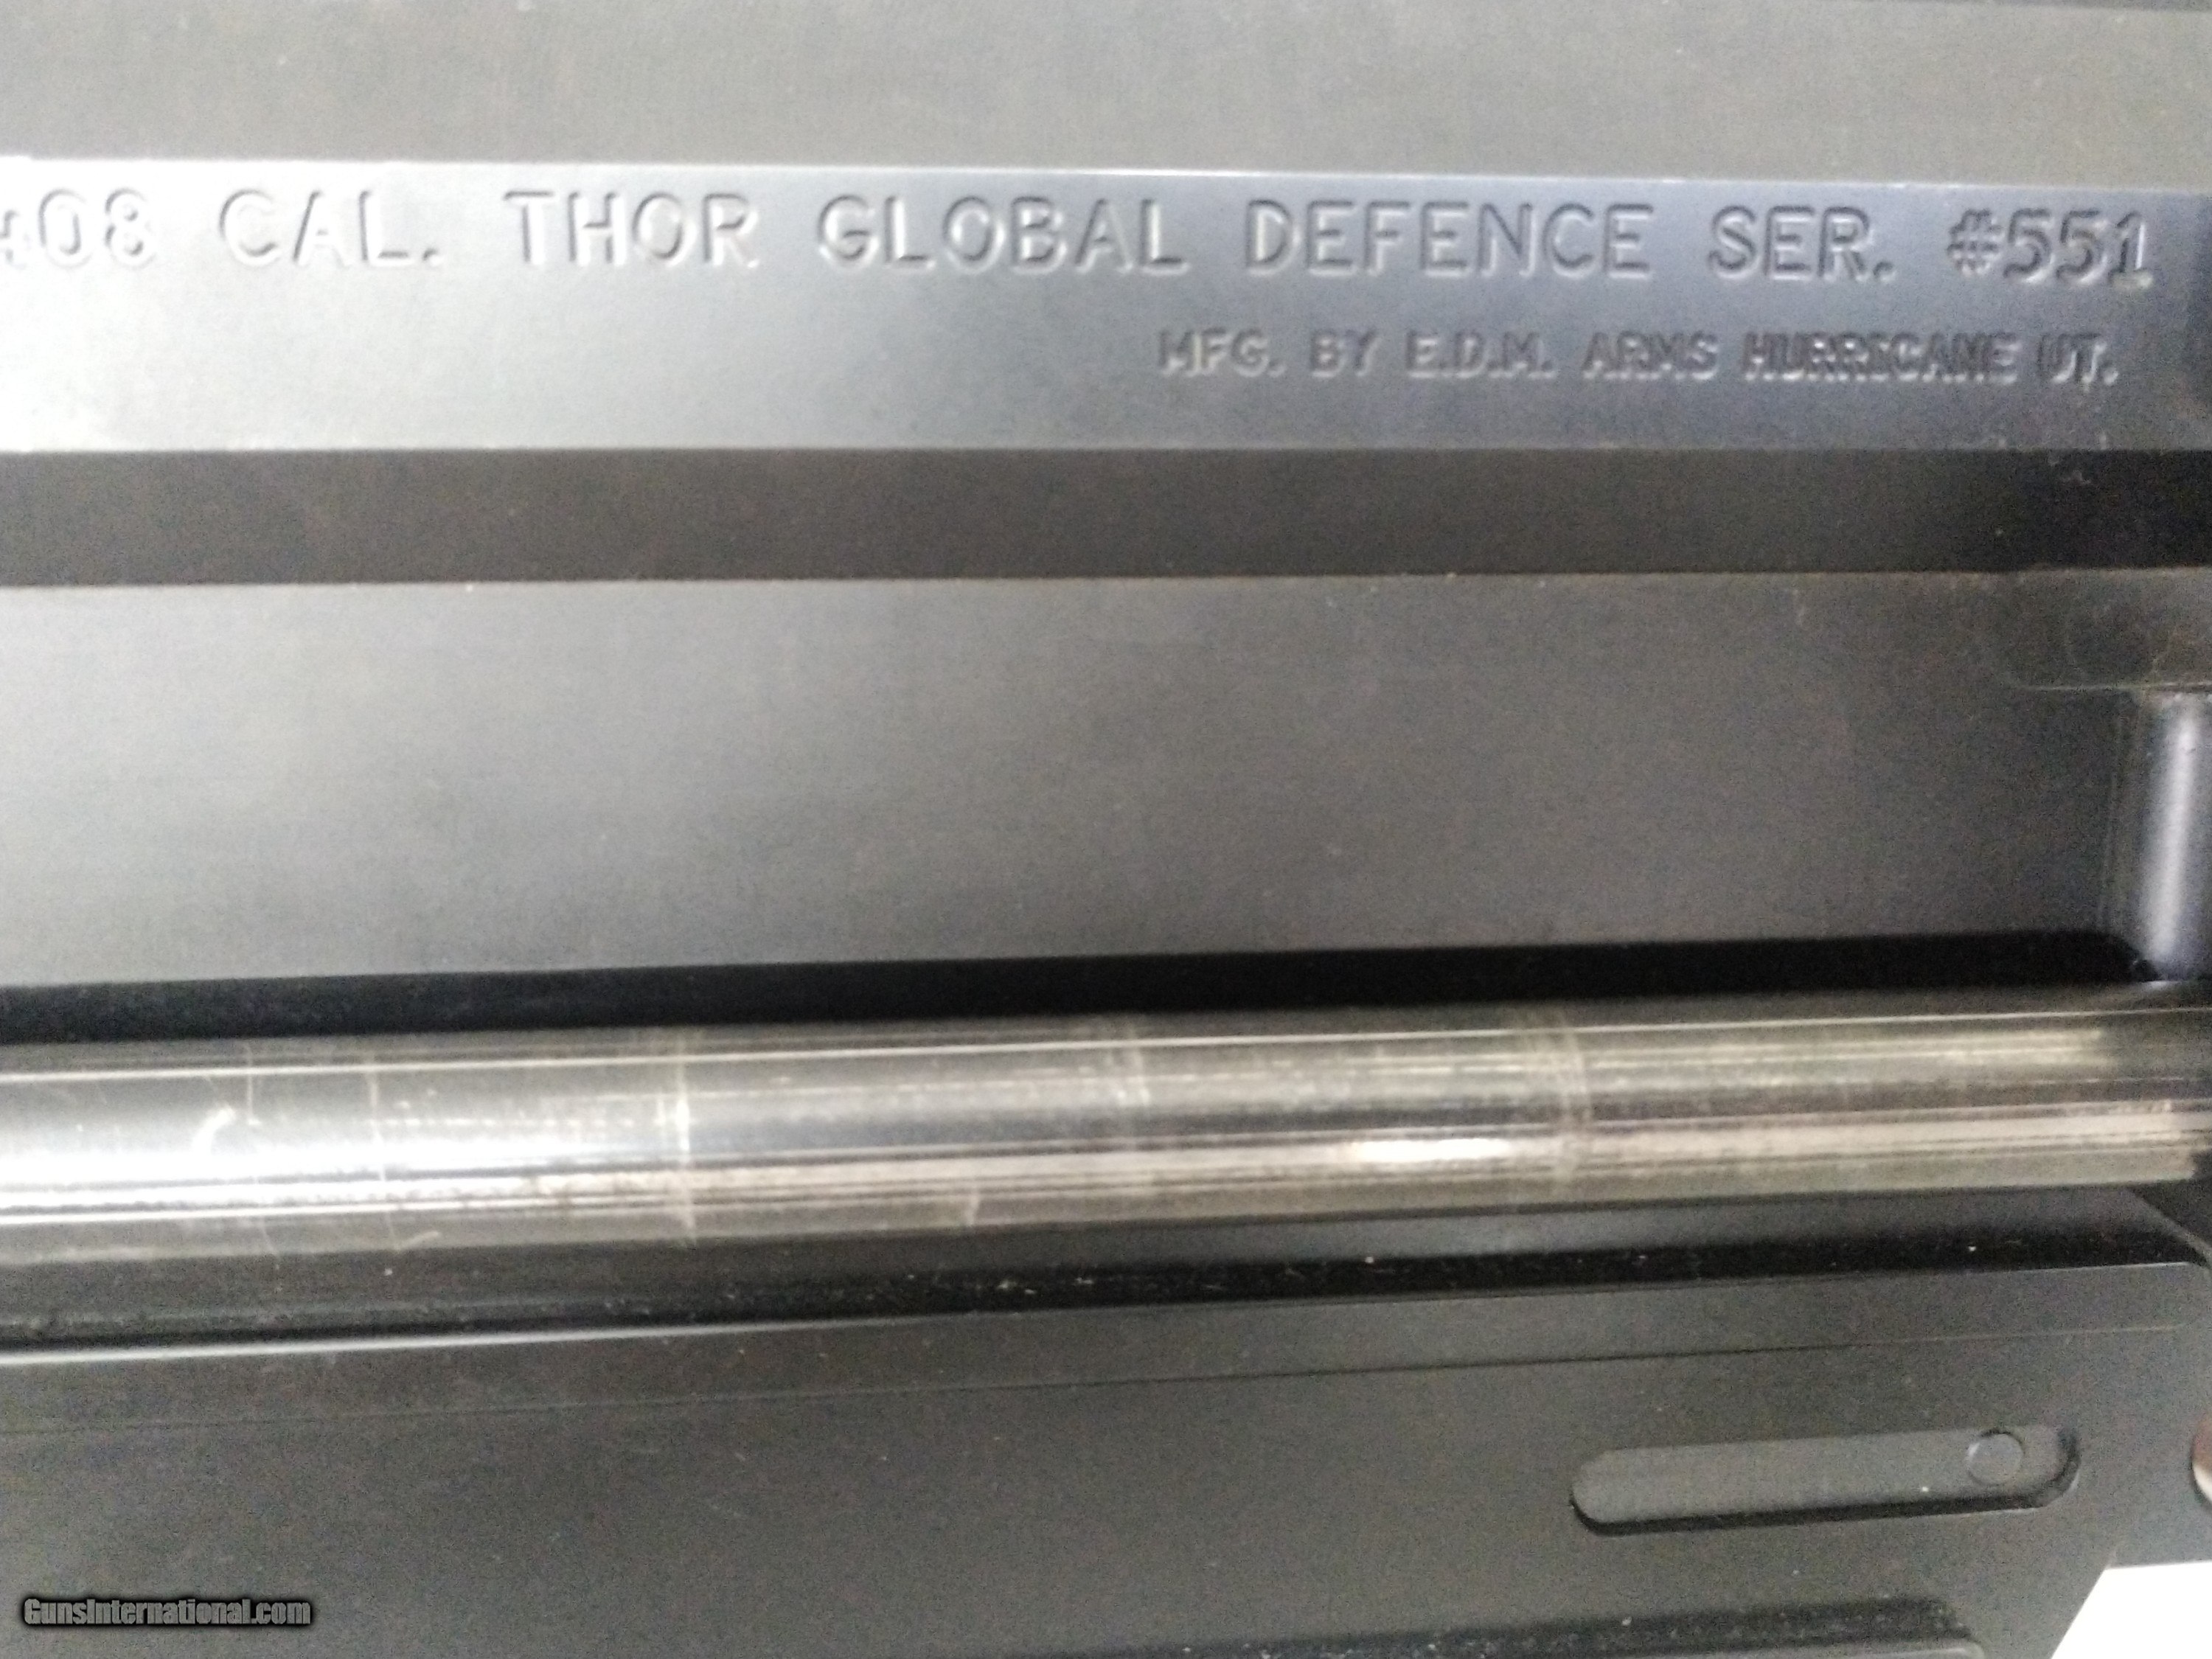 408 CAL. THOR GLOBAL DEFENCE SER. #551
MFG. BY E.D.M. ARMS HURRICANE UT.
GunsInternational.com